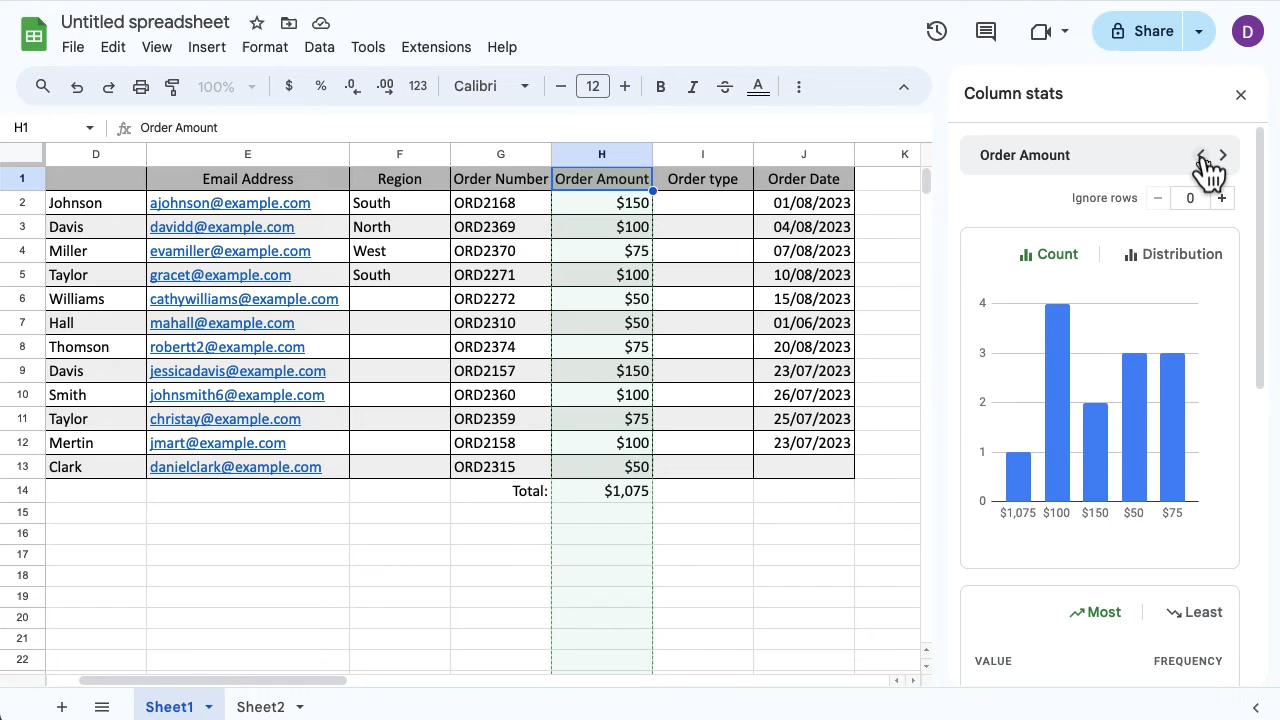 Untitled spreadsheet
File Edit View Insert Format Data Tools Extensions Help
Share
D
100% $ % .0 .00 123 Calibri 12 B I S A
H1 fx Order Amount
D E F G H I J K
1 Email Address Region Order Number Order Amount Order type Order Date
2 Johnson ajohnson@example.com South ORD2168 $150 01/08/2023
3 Davis davidd@example.com North ORD2369 $100 04/08/2023
4 Miller evamiller@example.com West ORD2370 $75 07/08/2023
5 Taylor gracet@example.com South ORD2271 $100 10/08/2023
6 Williams cathywilliams@example.com ORD2272 $50 15/08/2023
7 Hall mahall@example.com ORD2310 $50 01/06/2023
8 Thomson robertt2@example.com ORD2374 $75 20/08/2023
9 Davis jessicadavis@example.com ORD2157 $150 23/07/2023
10 Smith johnsmith6@example.com ORD2360 $100 26/07/2023
11 Taylor christay@example.com ORD2359 $75 25/07/2023
12 Mertin jmart@example.com ORD2158 $100 23/07/2023
13 Clark danielclark@example.com ORD2315 $50
14 Total: $1,075
15
16
17
18
19
20
21
22
Sheet1 Sheet2
Column stats
Order Amount
Ignore rows 0
Count Distribution
4
3
2
1
0
$1,075 $100 $150 $50 $75
Most Least
VALUE FREQUENCY